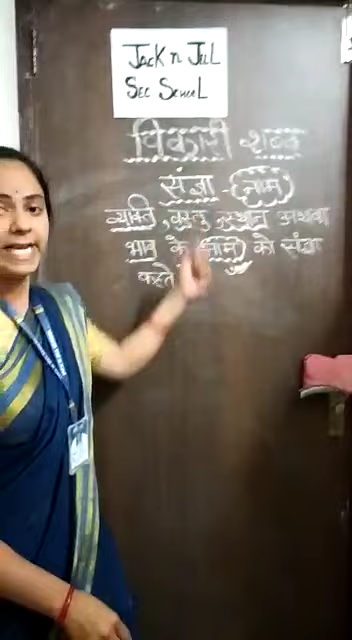 JACK n JILL
SEC SCHOOL
विकारी शब्द
संज्ञा - (नाम)
व्यक्ति, वस्तु, स्थान अथवा
भाव के (नाम) को संज्ञा
कहते